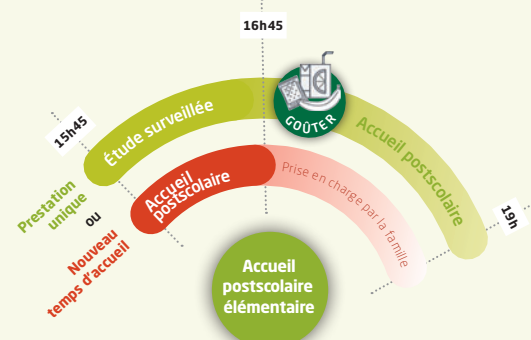 16h45
15h45
Étude surveillée
GOÛTER
Accueil postscolaire
19h
Prestation
unique
ou
Nouveau
temps d'accueil
Accueil
postscolaire
Prise en charge par la famille
Accueil
postscolaire
élémentaire